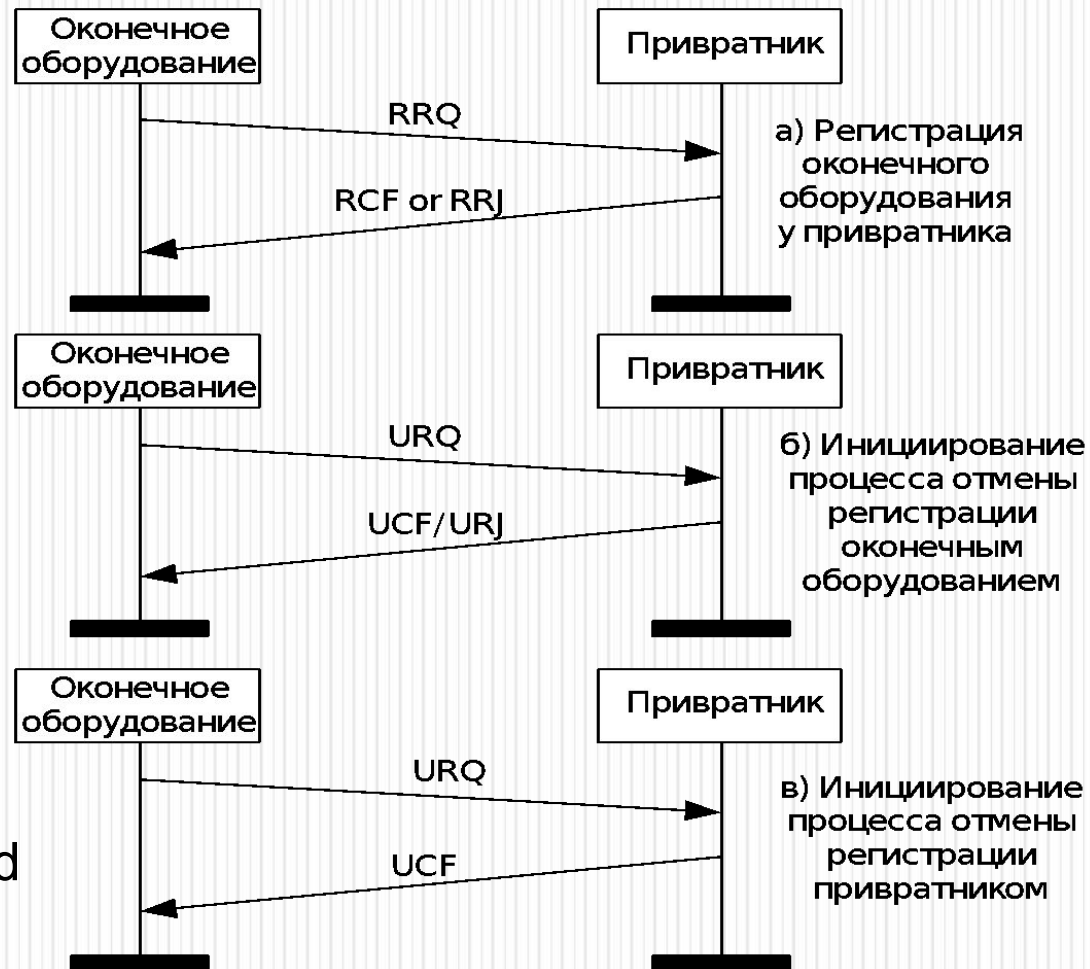 Оконечное
оборудование
Привратник
RRQ
RCF or RRJ
а) Регистрация
оконечного
оборудования
у привратника
Оконечное
оборудование
Привратник
URQ
UCF/URJ
б) Инициирование
процесса отмены
регистрации
оконечным
оборудованием
Оконечное
оборудование
Привратник
URQ
UCF
в) Инициирование
процесса отмены
регистрации
привратником
d